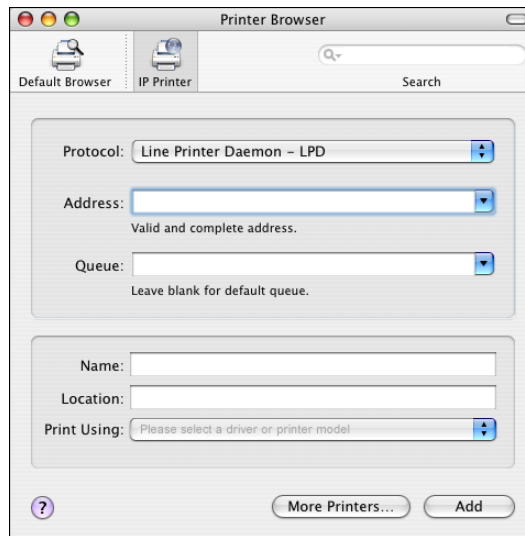 Printer Browser
Default Browser
IP Printer
Search
Protocol: Line Printer Daemon – LPD
Address:
Valid and complete address.
Queue:
Leave blank for default queue.
Name:
Location:
Print Using: Please select a driver or printer model
?
More Printers...
Add